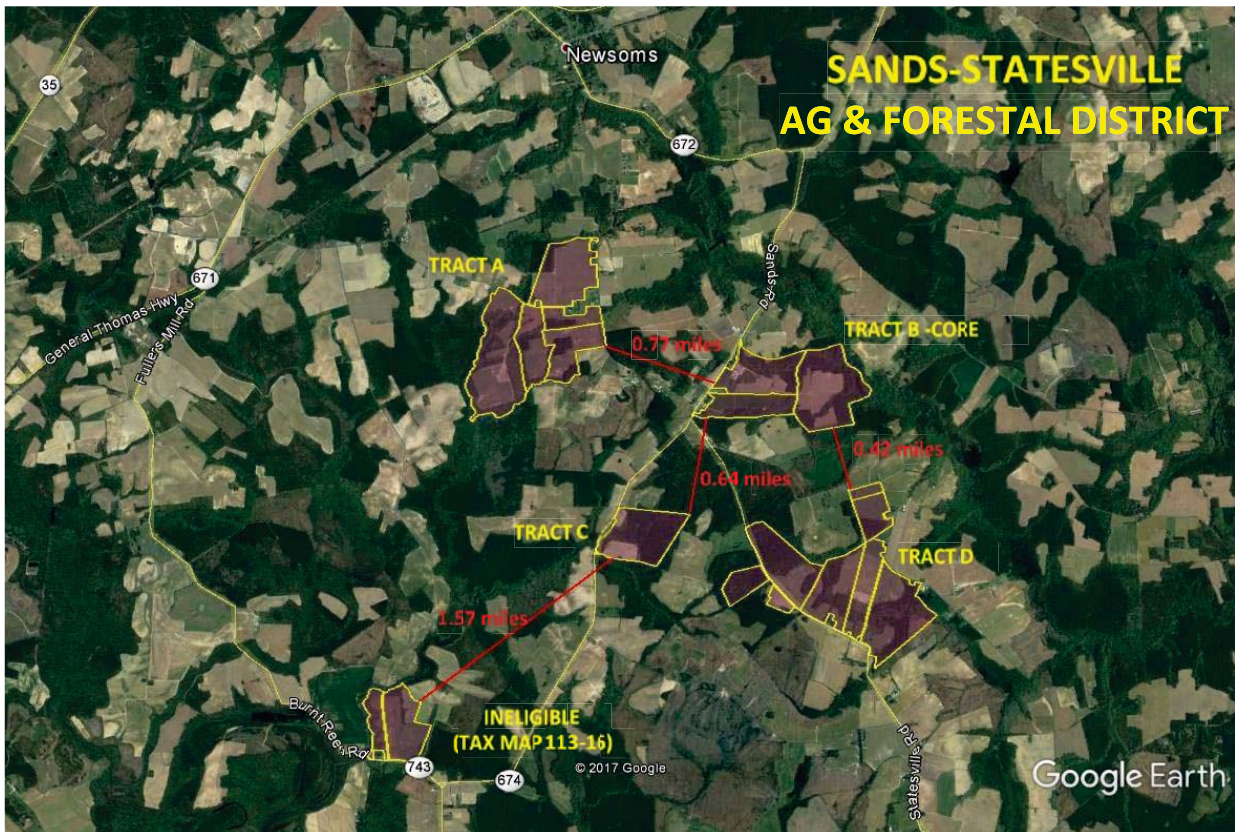 Newsoms
SANDS-STATESVILLE
AG & FORESTAL DISTRICT
35
672
TRACT A
Sands Rd
671
General Thomas Hwy
Fullers Mill Rd
0.77 miles
TRACT B -CORE
0.42 miles
0.64 miles
TRACT C
TRACT D
1.57 miles
Burnt Reed Rd
INELIGIBLE
(TAX MAP 113-16)
743
674
© 2017 Google
Statesville Rd
Google Earth